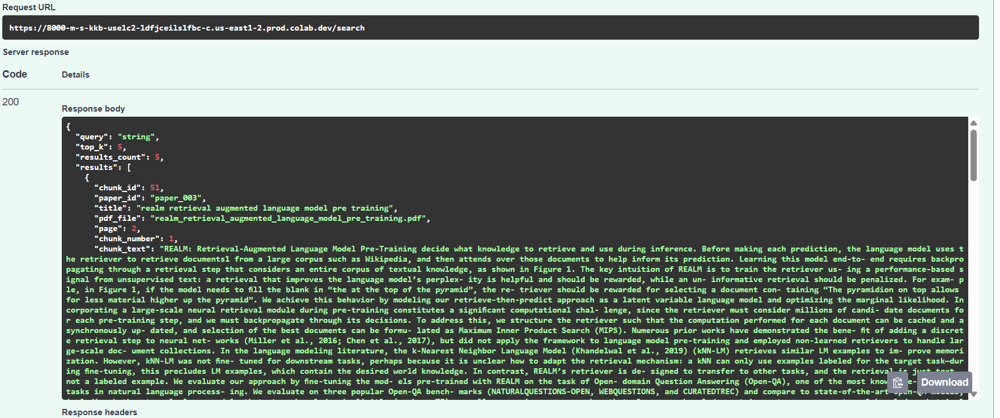 Request URL
https://8000-m-s-kkb-use1c2-1dfjceils1fbc-c.us-east1-2.prod.colab.dev/search
Server response
Code Details
200
Response body
{
"query": "string",
"top_k": 5,
"results_count": 5,
"results": [
{
"chunk_id": 51,
"paper_id": "paper_003",
"title": "realm retrieval augmented language model pre training",
"pdf_file": "realm_retrieval_augmented_language_model_pre_training.pdf",
"page": 2,
"chunk_number": 1,
"chunk_text": "REALM: Retrieval-Augmented Language Model Pre-Training decide what knowledge to retrieve and use during inference. Before making each prediction, the language model uses t
he retriever to retrieve documents1 from a large corpus such as Wikipedia, and then attends over those documents to help inform its prediction. Learning this model end-to- end requires backpro
pagating through a retrieval step that considers an entire corpus of textual knowledge, as shown in Figure 1. The key intuition of REALM is to train the retriever us- ing a performance-based s
ignal from unsupervised text: a retrieval that improves the language model’s perplex- ity is helpful and should be rewarded, while an un- informative retrieval should be penalized. For exam- p
le, in Figure 1, if the model needs to fill the blank in “the at the top of the pyramid”, the re- triever should be rewarded for selecting a document con- taining “The pyramidion on top allows
for less material higher up the pyramid”. We achieve this behavior by modeling our retrieve-then-predict approach as a latent variable language model and optimizing the marginal likelihood. In
corporating a large-scale neural retrieval module during pre-training constitutes a significant computational chal- lenge, since the retriever must consider millions of candi- date documents fo
r each pre-training step, and we must backpropagate through its decisions. To address this, we structure the retriever such that the computation performed for each document can be cached and a
synchronously up- dated, and selection of the best documents can be formu- lated as Maximum Inner Product Search (MIPS). Numerous prior works have demonstrated the bene- fit of adding a discret
e retrieval step to neural net- works (Miller et al., 2016; Chen et al., 2017), but did not apply the framework to language model pre-training and employed non-learned retrievers to handle lar
ge-scale doc- ument collections. In the language modeling literature, the k-Nearest Neighbor Language Model (Khandelwal et al., 2019) (kNN-LM) retrieves similar LM examples to im- prove memori
zation. However, kNN-LM was not fine- tuned for downstream tasks, perhaps because it is unclear how to adapt the retrieval mechanism: a kNN can only use examples labeled for the target task—dur
ing fine-tuning, this precludes LM examples, which contain the desired world knowledge. In contrast, REALM’s retriever is de- signed to transfer to other tasks, and the retrieval is just text,
not a labeled example. We evaluate our approach by fine-tuning the mod- els pre-trained with REALM on the task of Open- domain Question Answering (Open-QA), one of the most
tasks in natural language process- ing. We evaluate on three popular Open-QA bench- marks (NATURALQUESTIONS-OPEN, WEBQUESTIONS, and CURATEDTREC) and compare to state-of-the-art
Download
Response headers